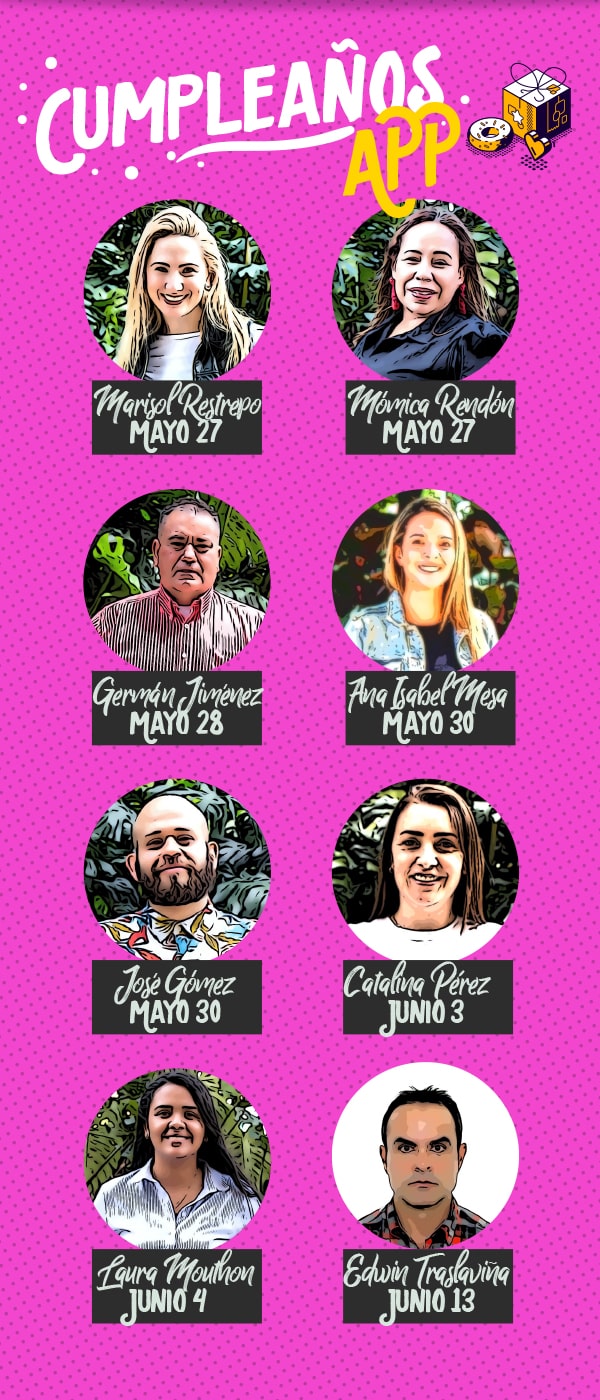 CUMPLEAÑOS
APP
Marisol Restrepo
MAYO 27
Mómica Rendón
MAYO 27
Germán Jiménez
MAYO 28
Ana Isabel Mesa
MAYO 30
José Gómez
MAYO 30
Catalina Pérez
JUNIO 3
Laura Mouthon
JUNIO 4
Edwin Traslaviña
JUNIO 13